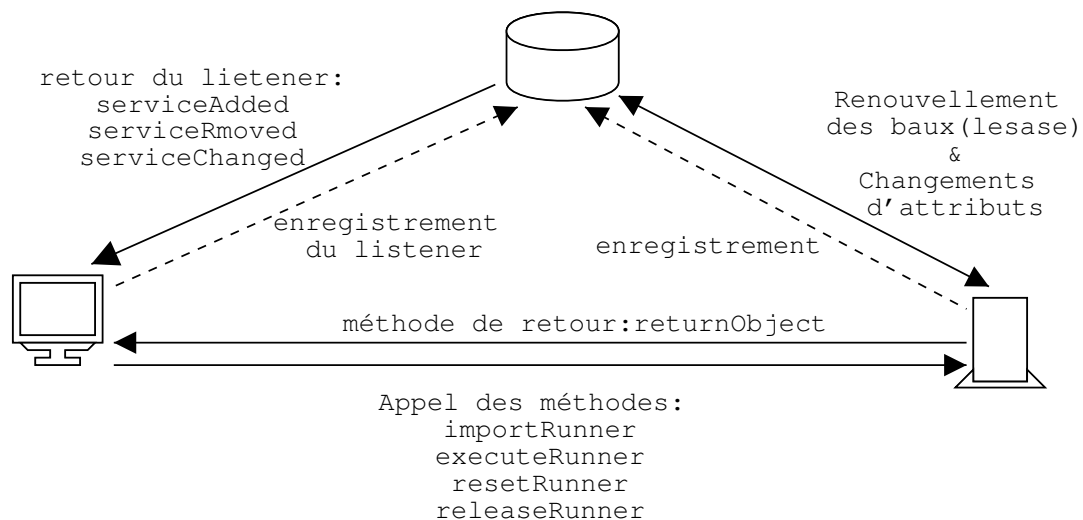 retour du lietener:
serviceAdded
serviceRmoved
serviceChanged
Renouvellement
des baux(lesase)
&
Changements
d'attributs
enregistrement
du listener
enregistrement
méthode de retour:returnObject
Appel des méthodes:
importRunner
executeRunner
resetRunner
releaseRunner